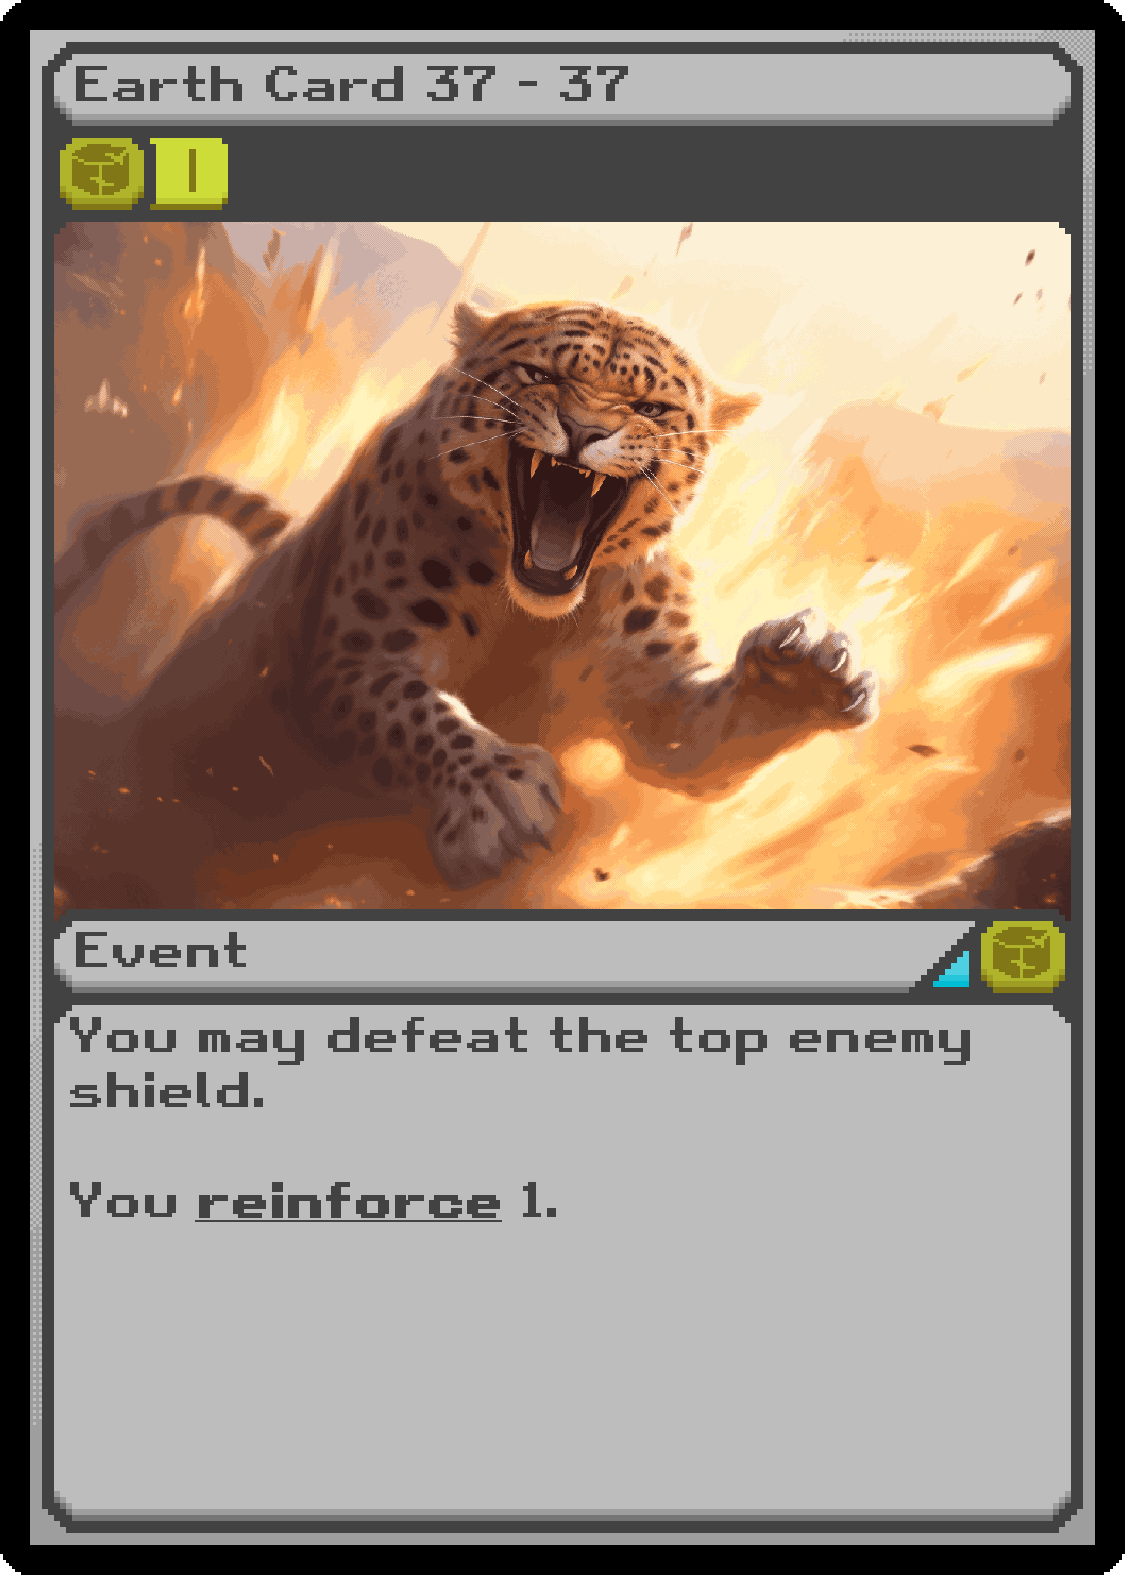 Earth Card 37 - 37
I
Event
You may defeat the top enemy
shield.
You reinforce 1.